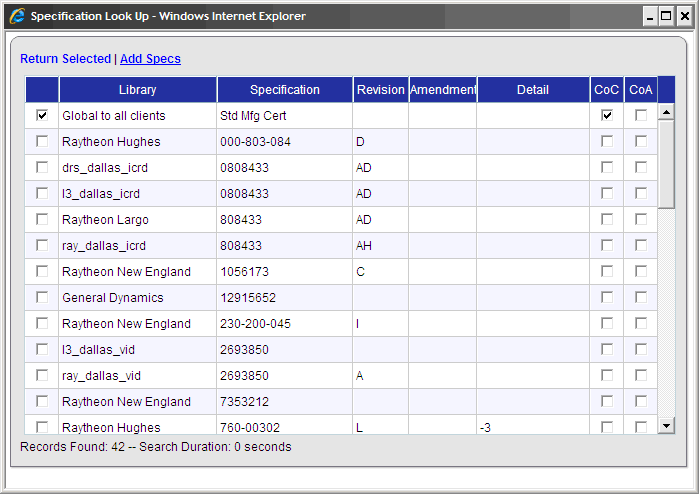 Specification Look Up - Windows Internet Explorer
Return Selected | Add Specs
Library Specification Revision Amendment Detail CoC CoA
Global to all clients Std Mfg Cert
Raytheon Hughes 000-803-084 D
drs_dallas_icrd 0808433 AD
l3_dallas_icrd 0808433 AD
Raytheon Largo 808433 AD
ray_dallas_icrd 808433 AH
Raytheon New England 1056173 C
General Dynamics 12915652
Raytheon New England 230-200-045 I
l3_dallas_vid 2693850
ray_dallas_vid 2693850 A
Raytheon New England 7353212
Raytheon Hughes 760-00302 L -3
Records Found: 42 -- Search Duration: 0 seconds